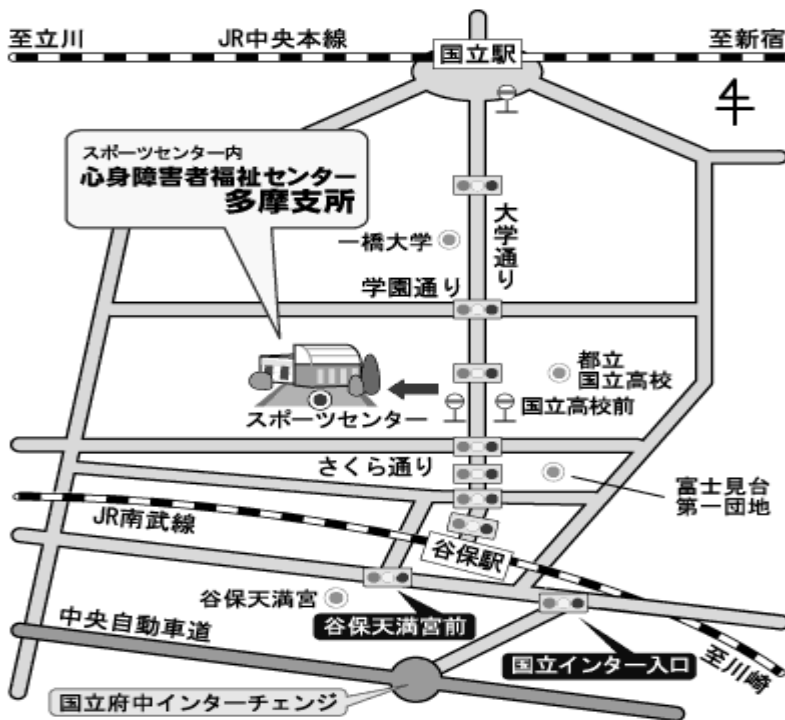 至立川
JR中央本線
国立駅
至新宿
スポーツセンター内
心身障害者福祉センター
多摩支所
一橋大学
大学通り
学園通り
都立
国立高校
スポーツセンター
国立高校前
さくら通り
富士見台
第一団地
JR南武線
谷保駅
谷保天満宮
谷保天満宮前
中央自動車道
国立インター入口
至川崎
国立府中インターチェンジ